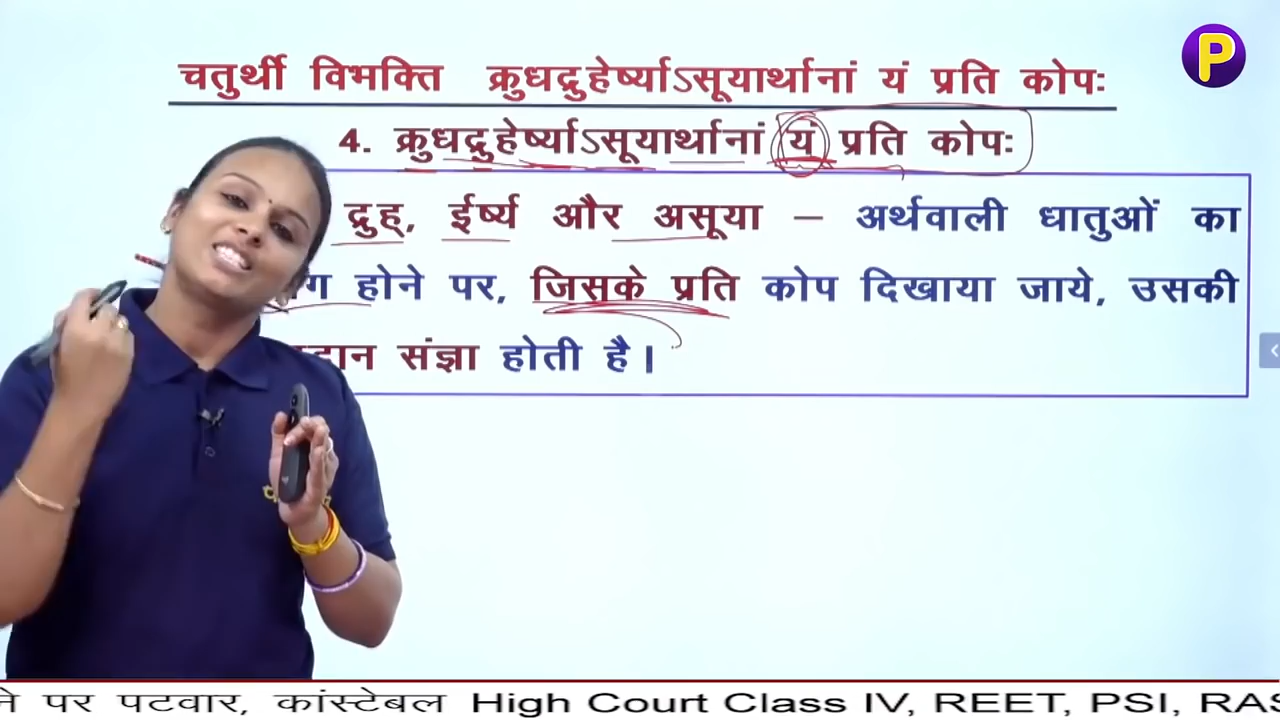 चतुर्थी विभक्ति क्रुधद्रुहेर्ष्याऽसूयार्थानां यं प्रति कोपः
P
4. क्रुधद्रुहेर्ष्याऽसूयार्थानां यं प्रति कोपः
द्रुह्, ईर्ष्य और असूया – अर्थवाली धातुओं का
होने पर, जिसके प्रति कोप दिखाया जाये, उसकी
संज्ञा होती है।
पर पटवार, कांस्टेबल High Court Class IV, REET, PSI, RAS